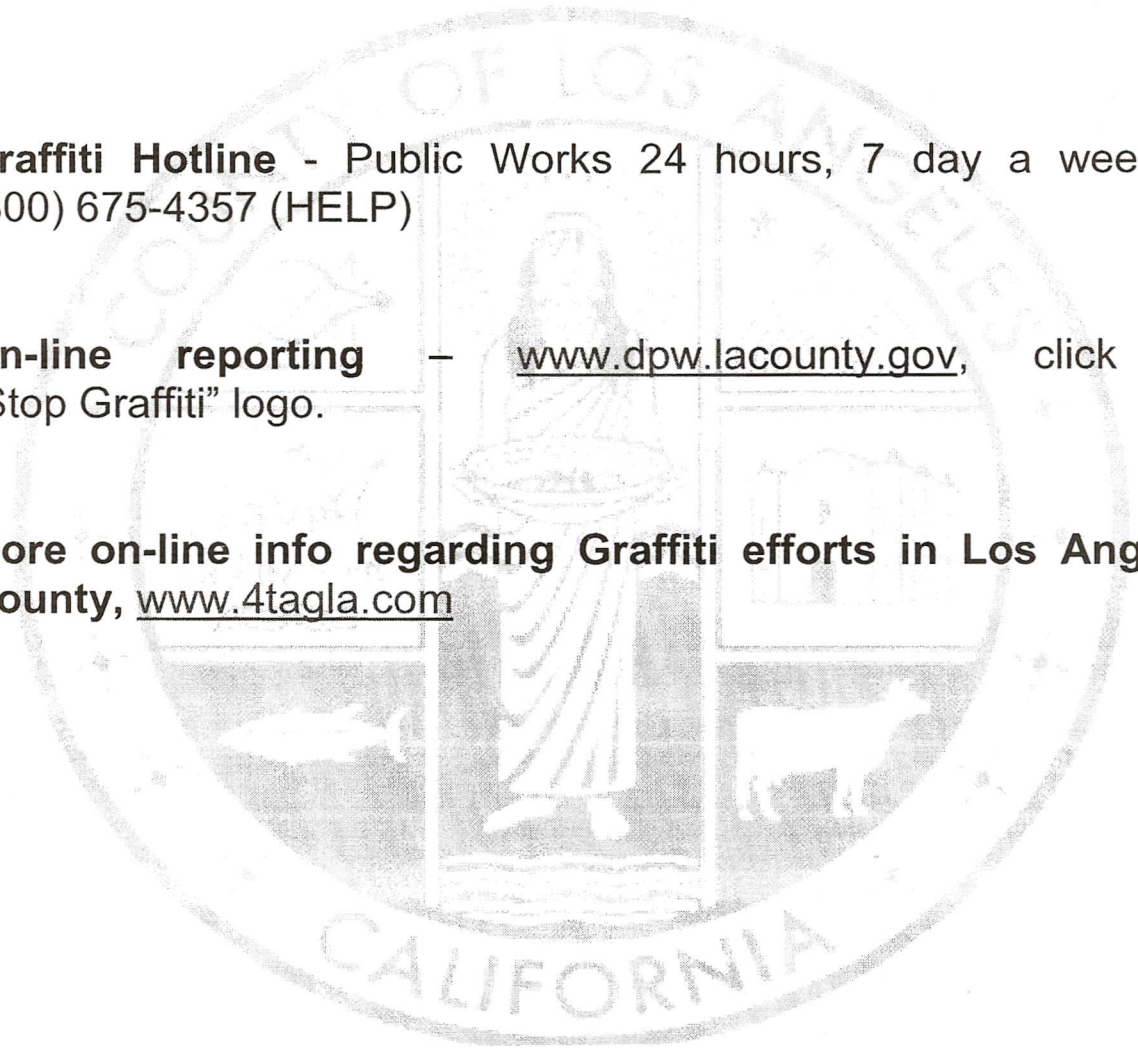 COUNTY OF LOS ANGELES
raffiti Hotline - Public Works 24 hours, 7 day a wee
00) 675-4357 (HELP)
n-line reporting – www.dpw.lacounty.gov, click
Stop Graffiti” logo.
ore on-line info regarding Graffiti efforts in Los Ang
ounty, www.4tagla.com
CALIFORNIA